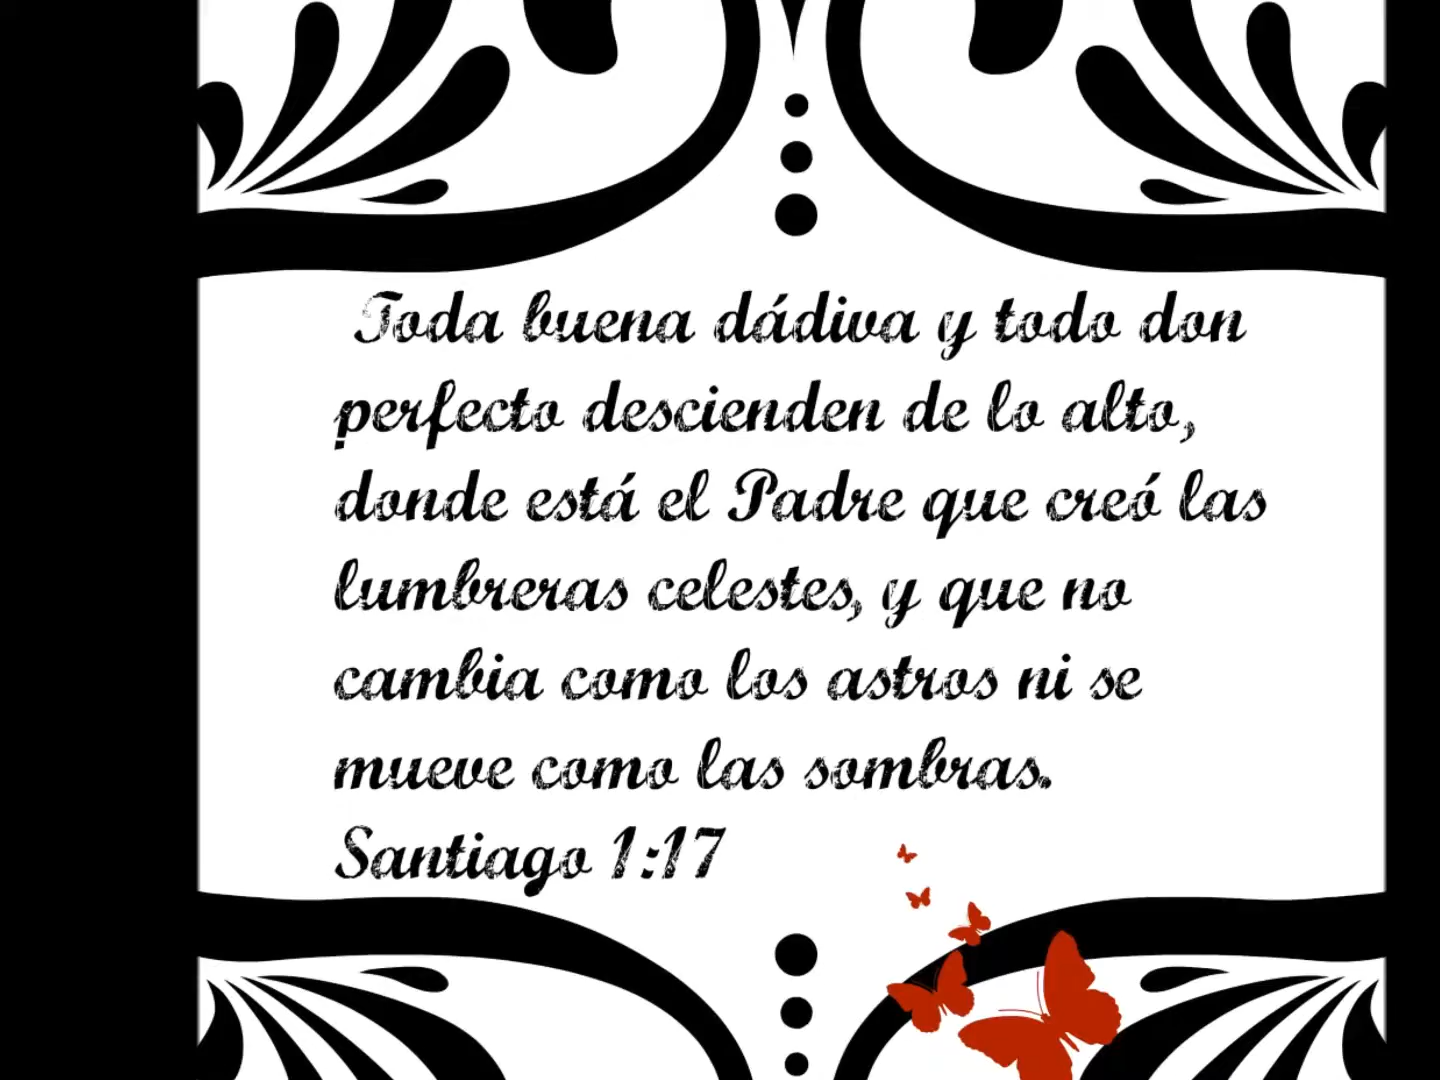 Toda buena dádiva y todo don
perfecto descienden de lo alto,
donde está el Padre que creó las
lumbreras celestes, y que no
cambia como los astros ni se
mueve como las sombras.
Santiago 1:17